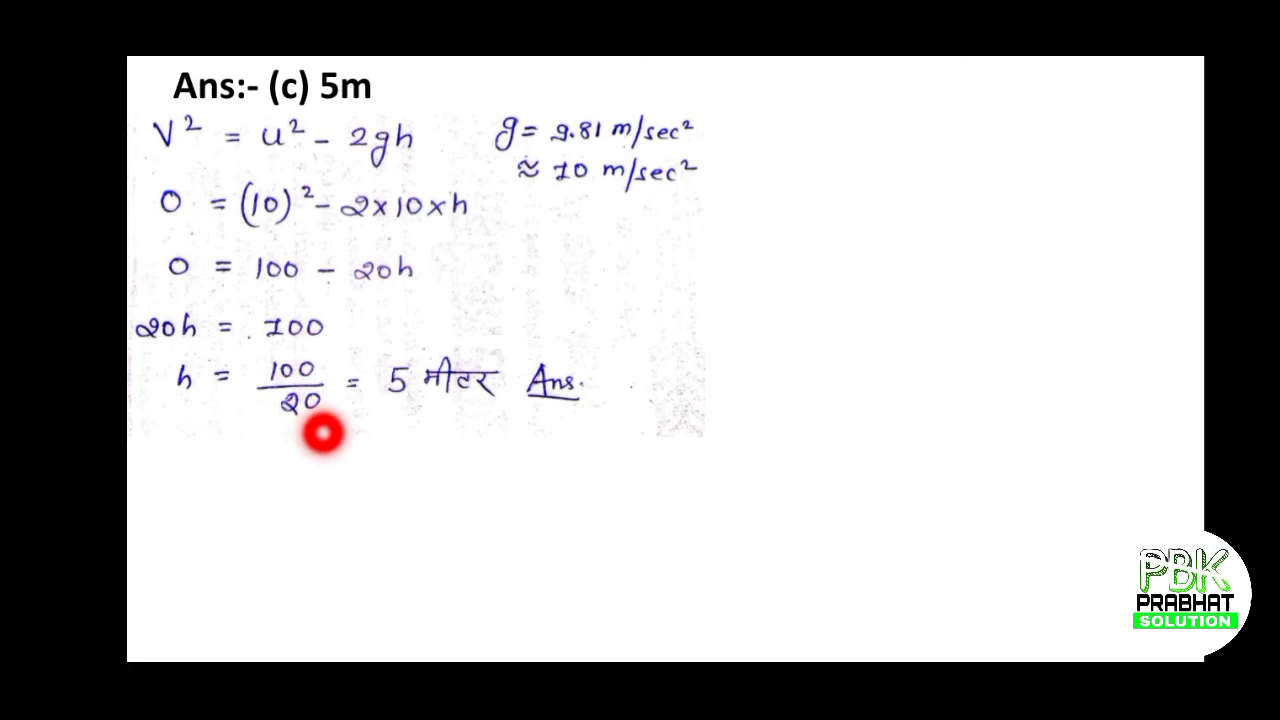 Ans:- (c) 5m
V² = u² - 2gh
g = 9.81 m/sec²
≈ 10 m/sec²
0 = (10)² - 2×10×h
0 = 100 - 20h
20h = 100
h = 100/20 = 5 मीटर Ans.
PBK
PRABHAT
SOLUTION